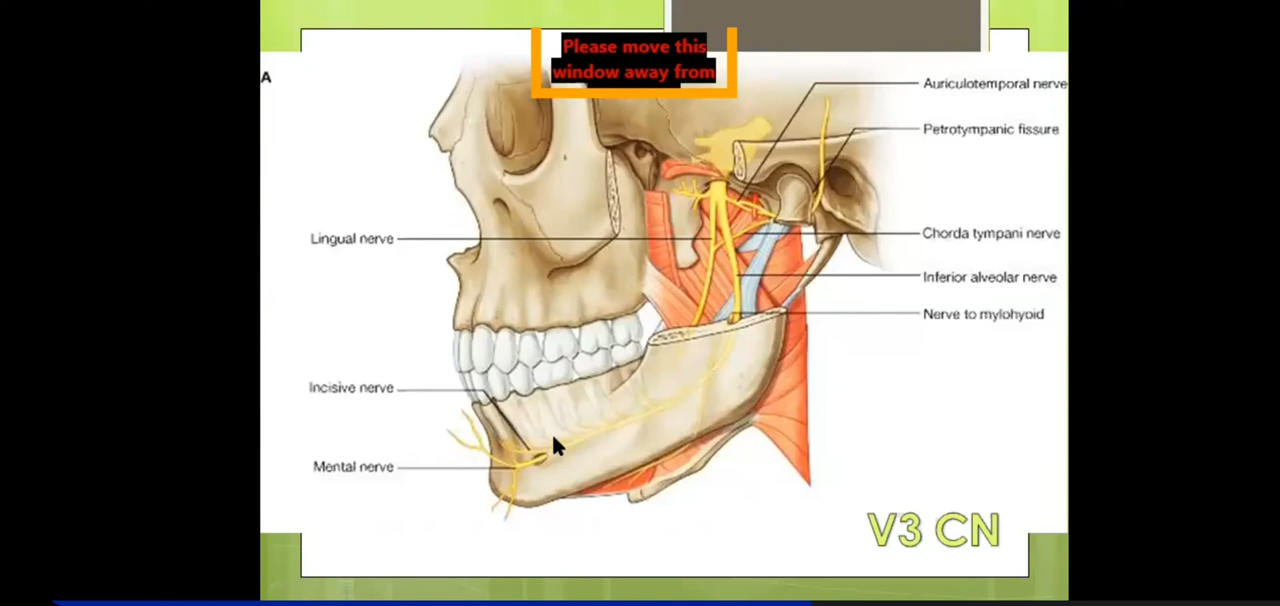 Please move this
window away from
A
Auriculotemporal nerve
Petrotympanic fissure
Lingual nerve
Chorda tympani nerve
Inferior alveolar nerve
Nerve to mylohyoid
Incisive nerve
Mental nerve
V3 CN